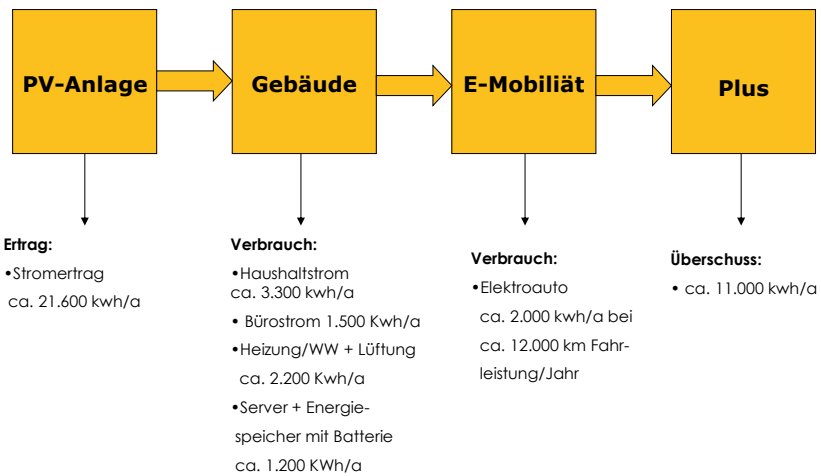 PV-Anlage
Gebäude
E-Mobiliät
Plus
Ertrag:
•Stromertrag
ca. 21.600 kwh/a
Verbrauch:
•Haushaltstrom
ca. 3.300 kwh/a
• Bürostrom 1.500 Kwh/a
•Heizung/WW + Lüftung
ca. 2.200 Kwh/a
•Server + Energie-
speicher mit Batterie
ca. 1.200 KWh/a
Verbrauch:
•Elektroauto
ca. 2.000 kwh/a bei
ca. 12.000 km Fahr-
leistung/Jahr
Überschuss:
• ca. 11.000 kwh/a